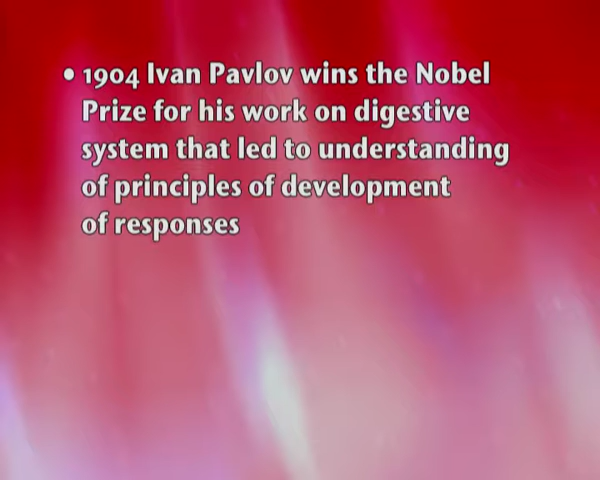 • 1904 Ivan Pavlov wins the Nobel
Prize for his work on digestive
system that led to understanding
of principles of development
of responses